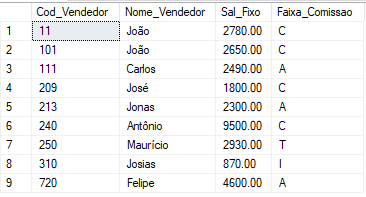 Cod_Vendedor Nome_Vendedor Sal_Fixo Faixa_Comissao
1 11 João 2780.00 C
2 101 João 2650.00 C
3 111 Carlos 2490.00 A
4 209 José 1800.00 C
5 213 Jonas 2300.00 A
6 240 Antônio 9500.00 C
7 250 Maurício 2930.00 T
8 310 Josias 870.00 I
9 720 Felipe 4600.00 A